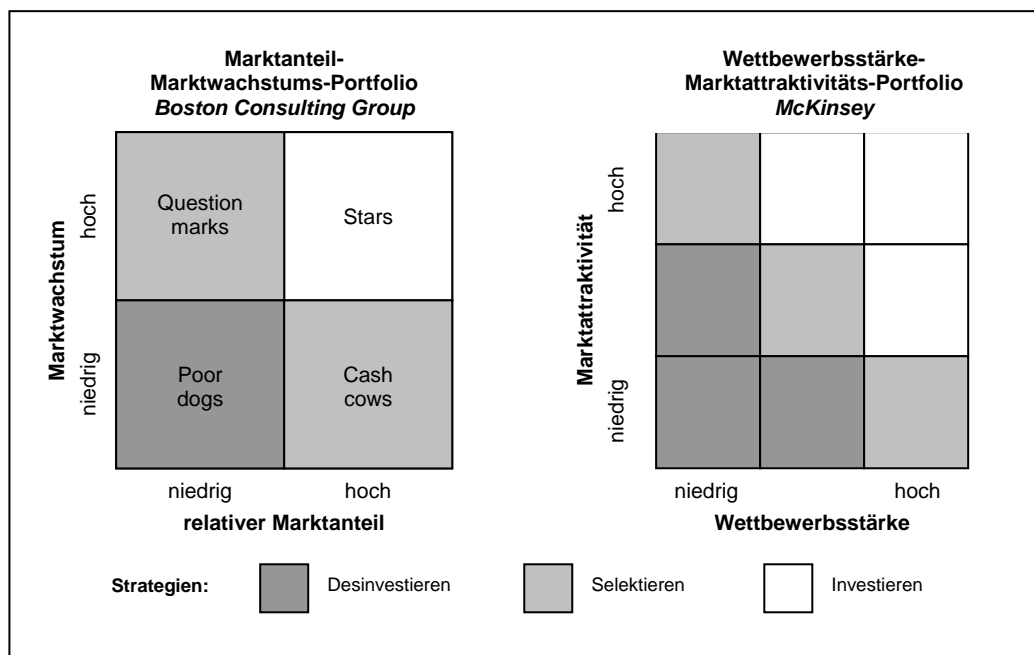 Marktanteil-
Marktwachstums-Portfolio
Boston Consulting Group
Marktwachstum
hoch
niedrig
Question
marks
Stars
Poor
dogs
Cash
cows
niedrig
hoch
relativer Marktanteil
Wettbewerbsstärke-
Marktattraktivitäts-Portfolio
McKinsey
Marktattraktivität
hoch
niedrig
niedrig
hoch
Wettbewerbsstärke
Strategien:
Desinvestieren
Selektieren
Investieren